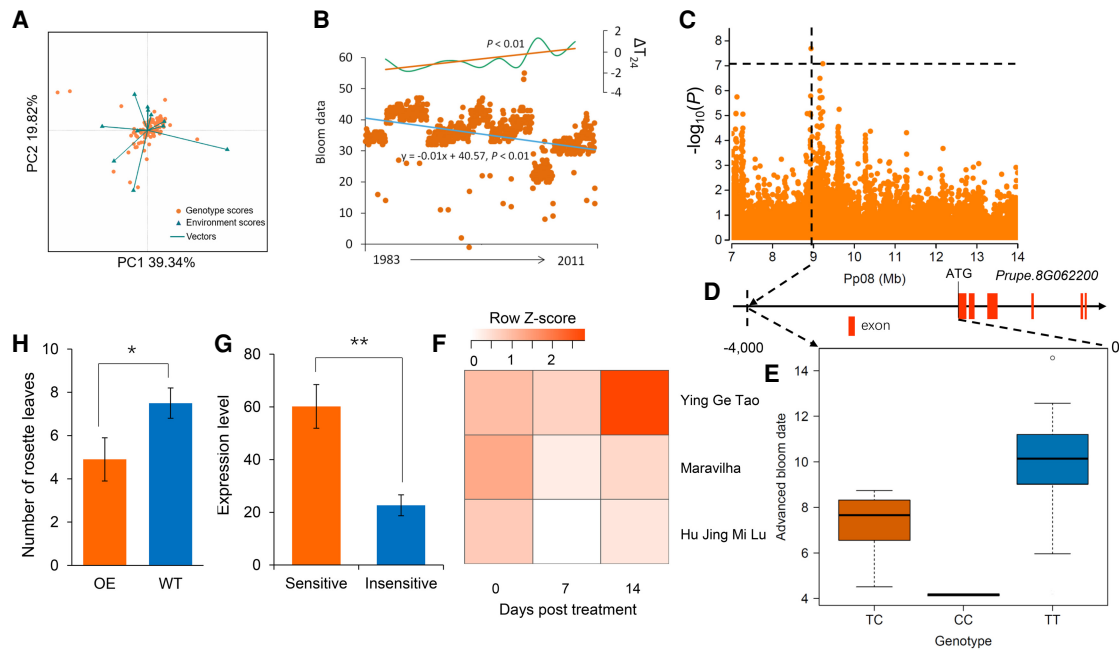 A
PC2 19.82%
PC1 39.34%
Genotype scores
Environment scores
Vectors
B
P < 0.01
2
0
-2
-4
ΔT24
60
50
40
30
20
10
0
Bloom data
y = -0.01x + 40.57, P < 0.01
1983
2011
C
-log10(P)
8
7
6
5
4
3
2
1
0
7
8
9
10
11
12
13
14
Pp08 (Mb)
D
ATG
Prupe.8G062200
exon
-4,000
0
E
Advanced bloom date
14
12
10
8
6
4
TC
CC
TT
Genotype
F
Row Z-score
0
1
2
Ying Ge Tao
Maravilha
Hu Jing Mi Lu
0
7
14
Days post treatment
G
**
Expression level
80
60
40
20
0
Sensitive
Insensitive
H
*
Number of rosette leaves
10
8
6
4
2
0
OE
WT